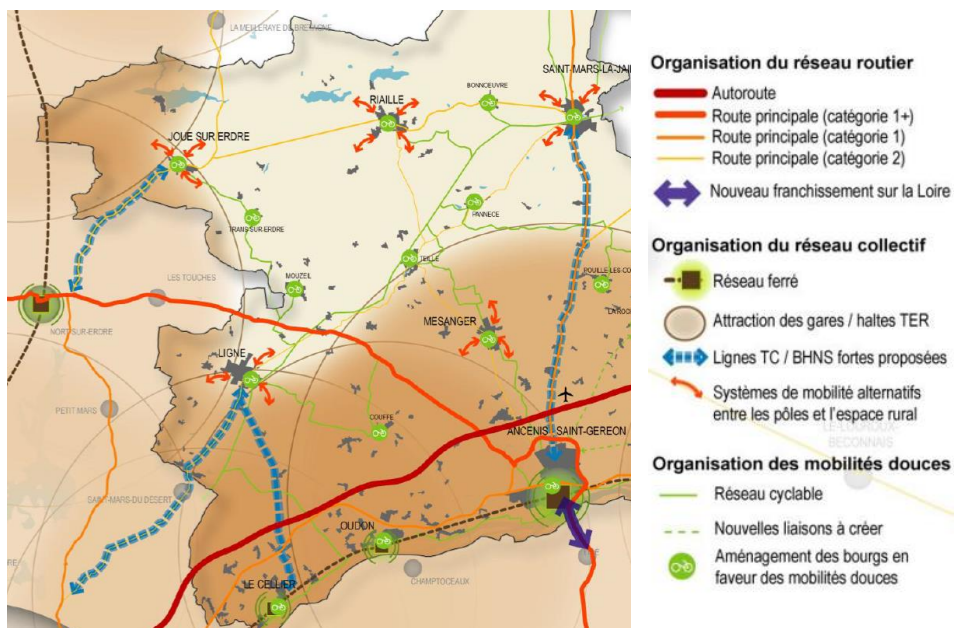 LA MEILLERAYE DE BRETAGNE
SAINT-MARS-LA-JAIL
BONNOEUVRE
RIAILLE
JOUE SUR ERDRE
PANNECE
TRANS-SUR-ERDRE
TEILLE
POUILLE-LES-CO
MOUZEIL
LES TOUCHES
LAROC
MESANGER
NORT-SUR-ERDRE
LIGNE
PETIT MARS
COUFFE
ANCENIS - SAINT-GEREON
SAINT-MARS-DU DESERT
OUDON
CHAMPTOCEAUX
LE CELLIER
Organisation du réseau routier
Autoroute
Route principale (catégorie 1+)
Route principale (catégorie 1)
Route principale (catégorie 2)
Nouveau franchissement sur la Loire
Organisation du réseau collectif
Réseau ferré
Attraction des gares / haltes TER
Lignes TC / BHNS fortes proposées
Systèmes de mobilité alternatifs
entre les pôles et l'espace rural
LE-LOUROUX-
BECONNAIS
Organisation des mobilités douces
Réseau cyclable
Nouvelles liaisons à créer
Aménagement des bourgs en
faveur des mobilités douces